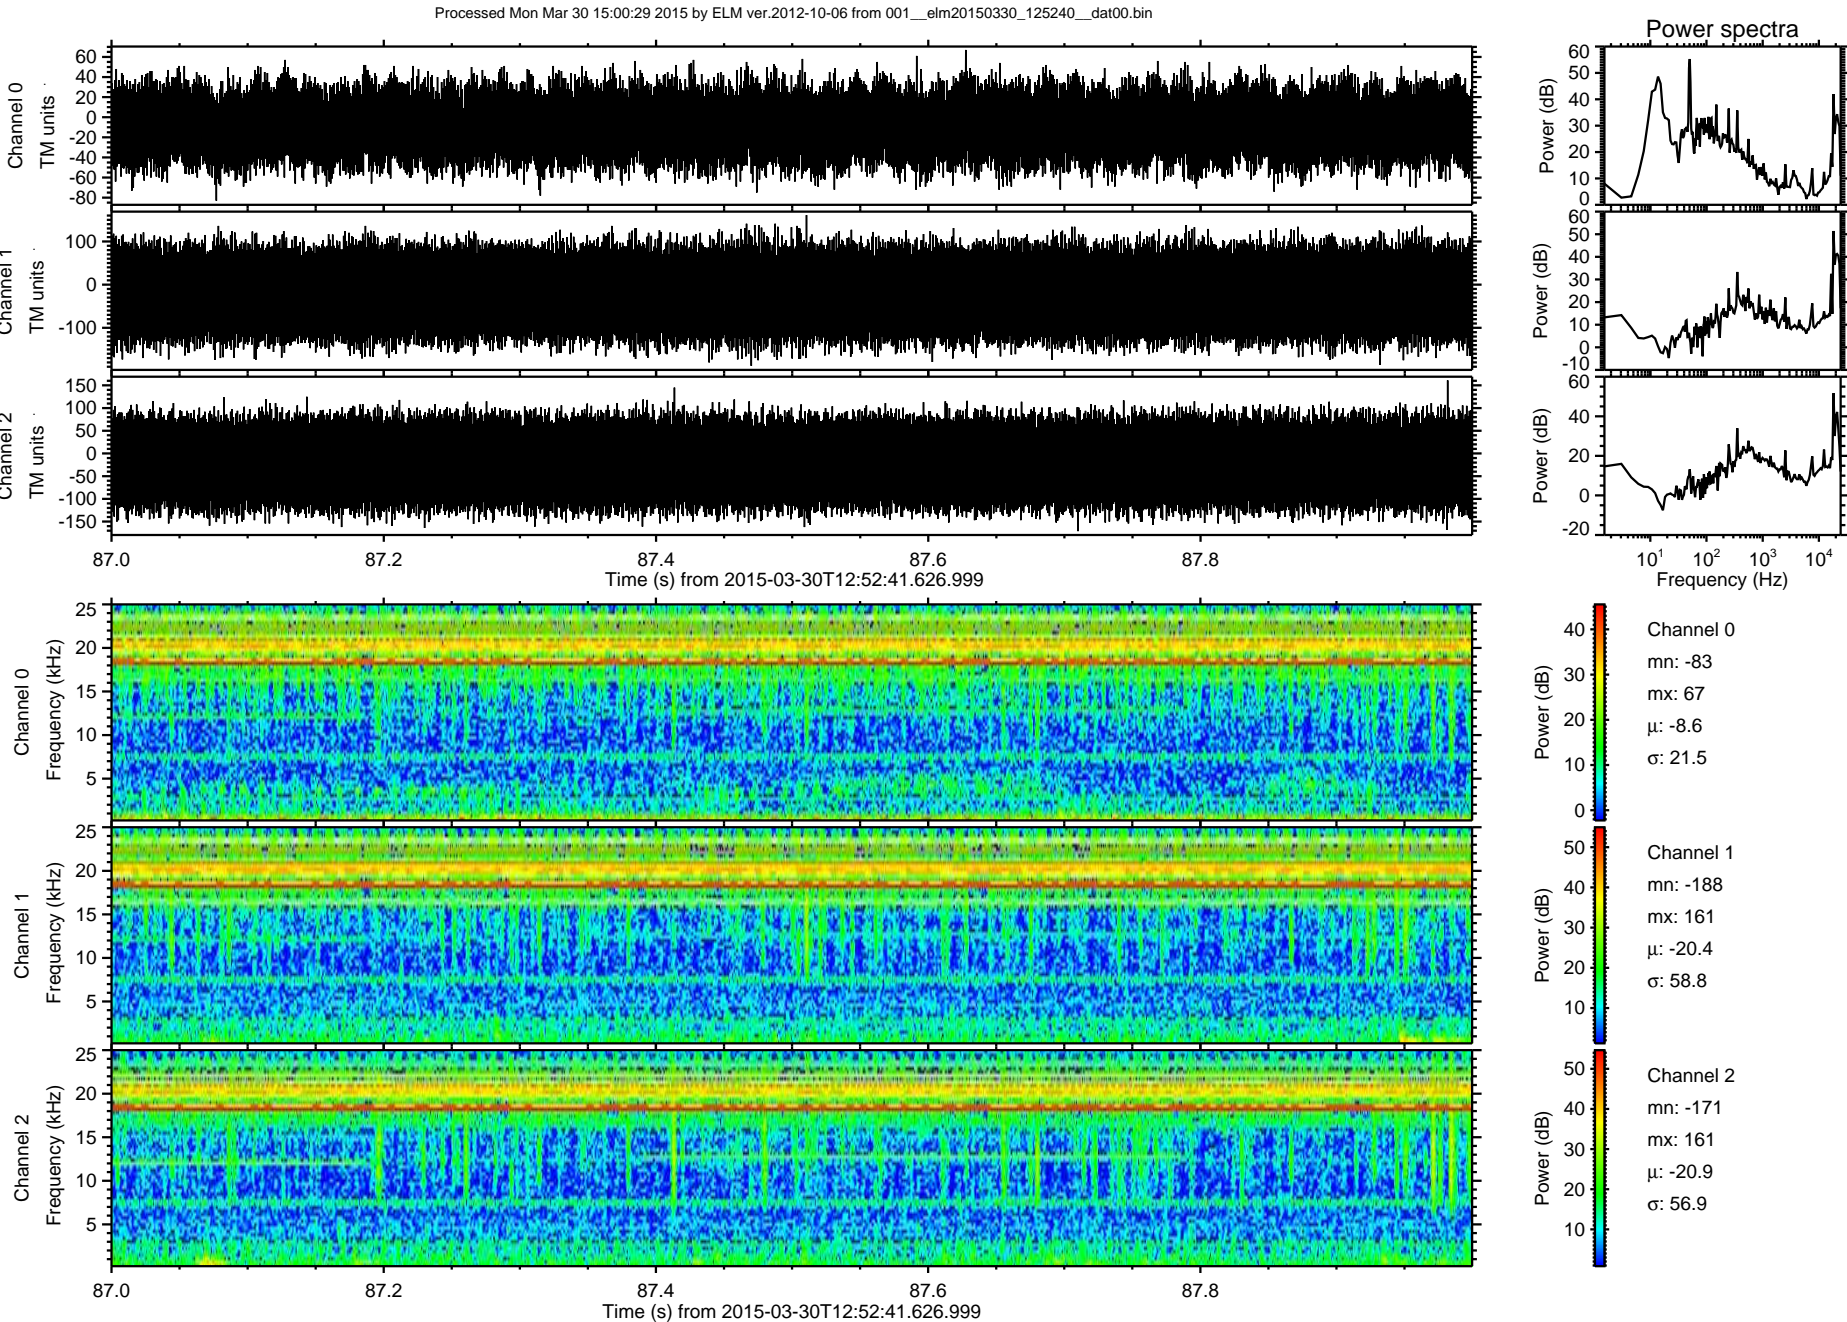 Processed Mon Mar 30 15:00:29 2015 by ELM ver.2012-10-06 from 001__elm20150330_125240__dat00.bin
Power spectra
Channel 0
TM units
60
40
20
0
-20
-40
-60
-80
Power (dB)
60
50
40
30
20
10
0
Channel 1
TM units
100
0
-100
Power (dB)
60
50
40
30
20
10
0
-10
Channel 2
TM units
150
100
50
0
-50
-100
-150
Power (dB)
60
40
20
0
-20
87.0 87.2 87.4 87.6 87.8
Time (s) from 2015-03-30T12:52:41.626.999
10^1 10^2 10^3 10^4
Frequency (Hz)
Channel 0
Frequency (kHz)
25
20
15
10
5
Power (dB)
40
30
20
10
0
Channel 0
mn: -83
mx: 67
μ: -8.6
σ: 21.5
Channel 1
Frequency (kHz)
25
20
15
10
5
Power (dB)
50
40
30
20
10
Channel 1
mn: -188
mx: 161
μ: -20.4
σ: 58.8
Channel 2
Frequency (kHz)
25
20
15
10
5
Power (dB)
50
40
30
20
10
Channel 2
mn: -171
mx: 161
μ: -20.9
σ: 56.9
87.0 87.2 87.4 87.6 87.8
Time (s) from 2015-03-30T12:52:41.626.999